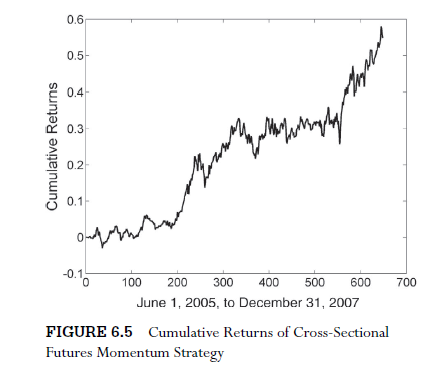 0.6
0.5
0.4
0.3
0.2
0.1
0
-0.1
Cumulative Returns
0 100 200 300 400 500 600 700
June 1, 2005, to December 31, 2007
FIGURE 6.5 Cumulative Returns of Cross-Sectional
Futures Momentum Strategy